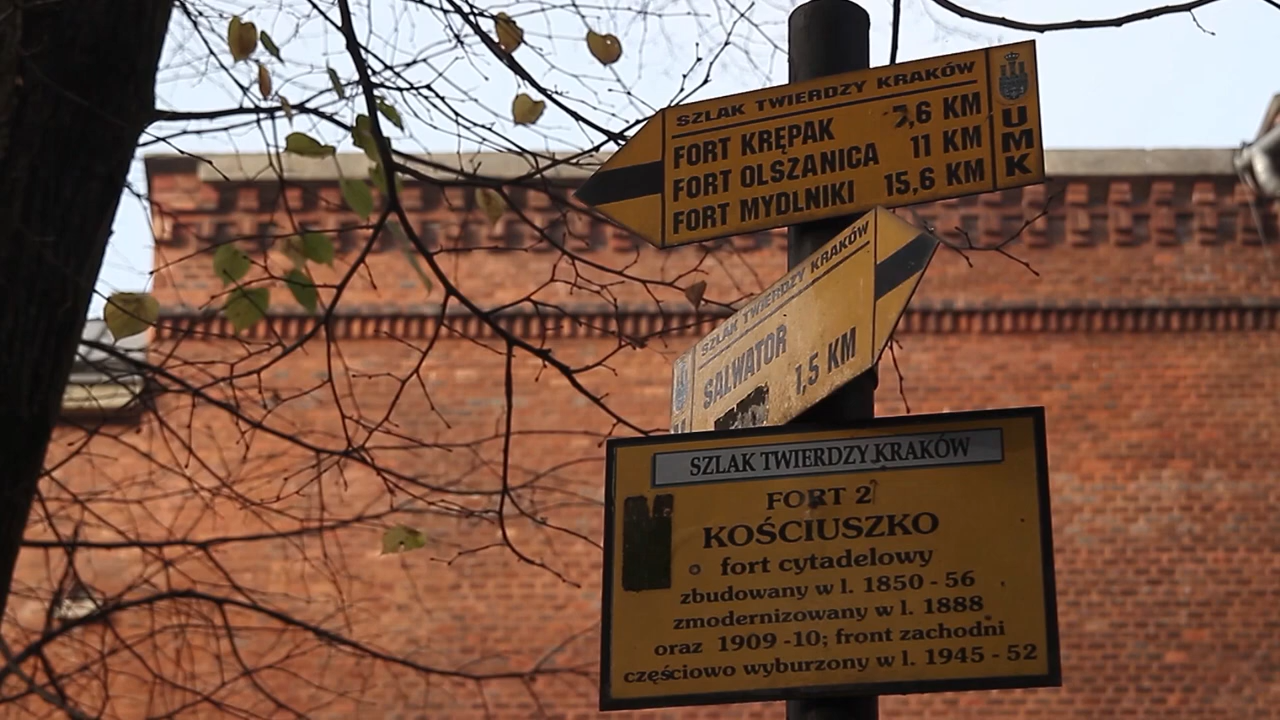 SZLAK TWIERDZY KRAKÓW
FORT KRĘPAK ,6 KM
FORT OLSZANICA 11 KM
FORT MYDLNIKI 15,6 KM
UMK
SZLAK TWIERDZY KRAKÓW
SALWATOR 1,5 KM
SZLAK TWIERDZY KRAKÓW
FORT 2
KOŚCIUSZKO
fort cytadelowy
zbudowany w l. 1850 - 56
zmodernizowany w l. 1888
oraz 1909 -10; front zachodni
częściowo wyburzony w l. 1945 - 52